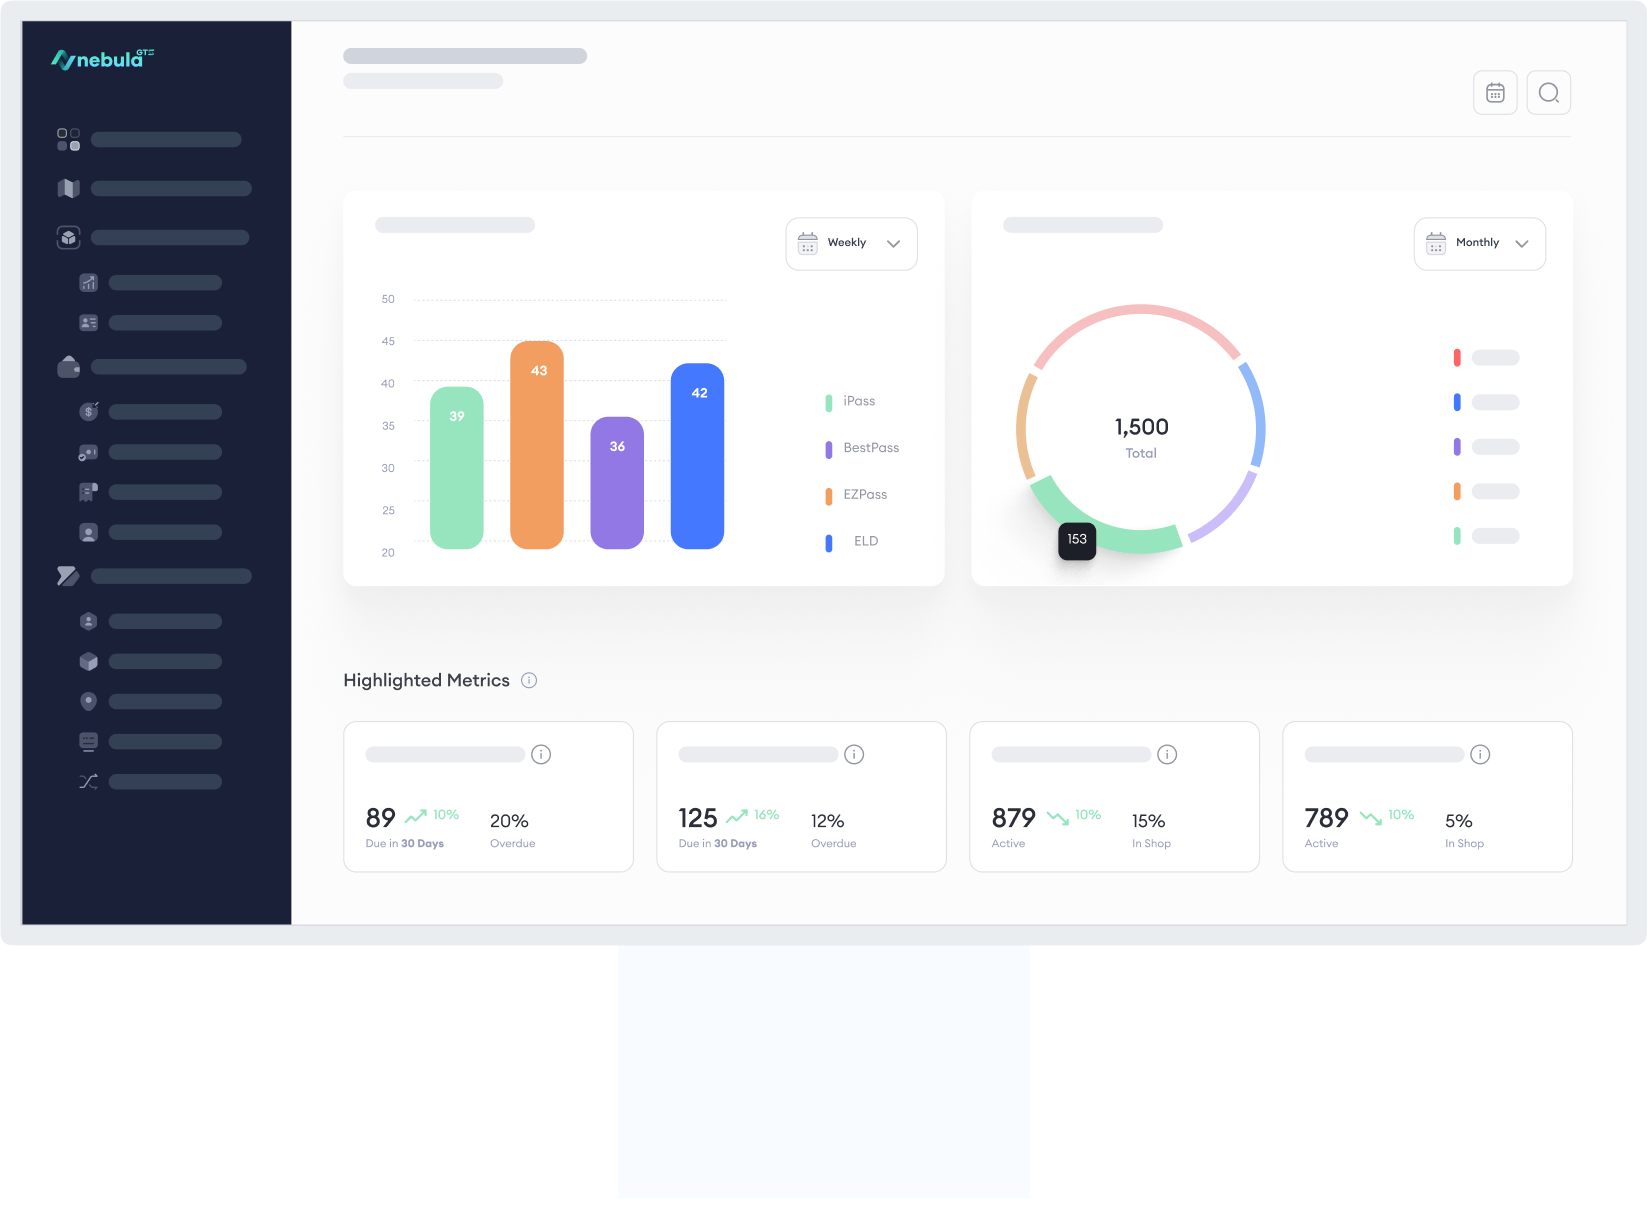 nebula GTC
Weekly
50
45
40
35
30
25
20
39
43
36
42
iPass
BestPass
EZPass
ELD
Monthly
1,500
Total
153
Highlighted Metrics
89 10% 20%
Due in 30 Days Overdue
125 16% 12%
Due in 30 Days Overdue
879 10% 15%
Active In Shop
789 10% 5%
Active In Shop